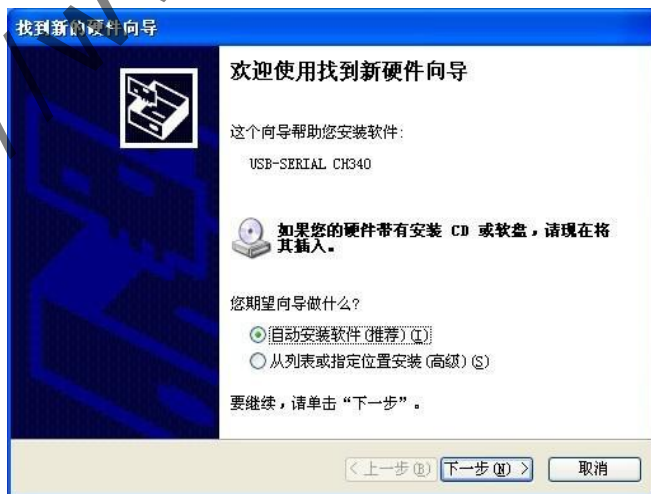 找到新的硬件向导
欢迎使用找到新硬件向导
这个向导帮助您安装软件:
USB-SERIAL CH340
如果您的硬件带有安装 CD 或软盘，请现在将
其插入。
您期望向导做什么?
自动安装软件(推荐)(I)
从列表或指定位置安装(高级)(S)
要继续，请单击“下一步”。
< 上一步(B)
下一步(N) >
取消